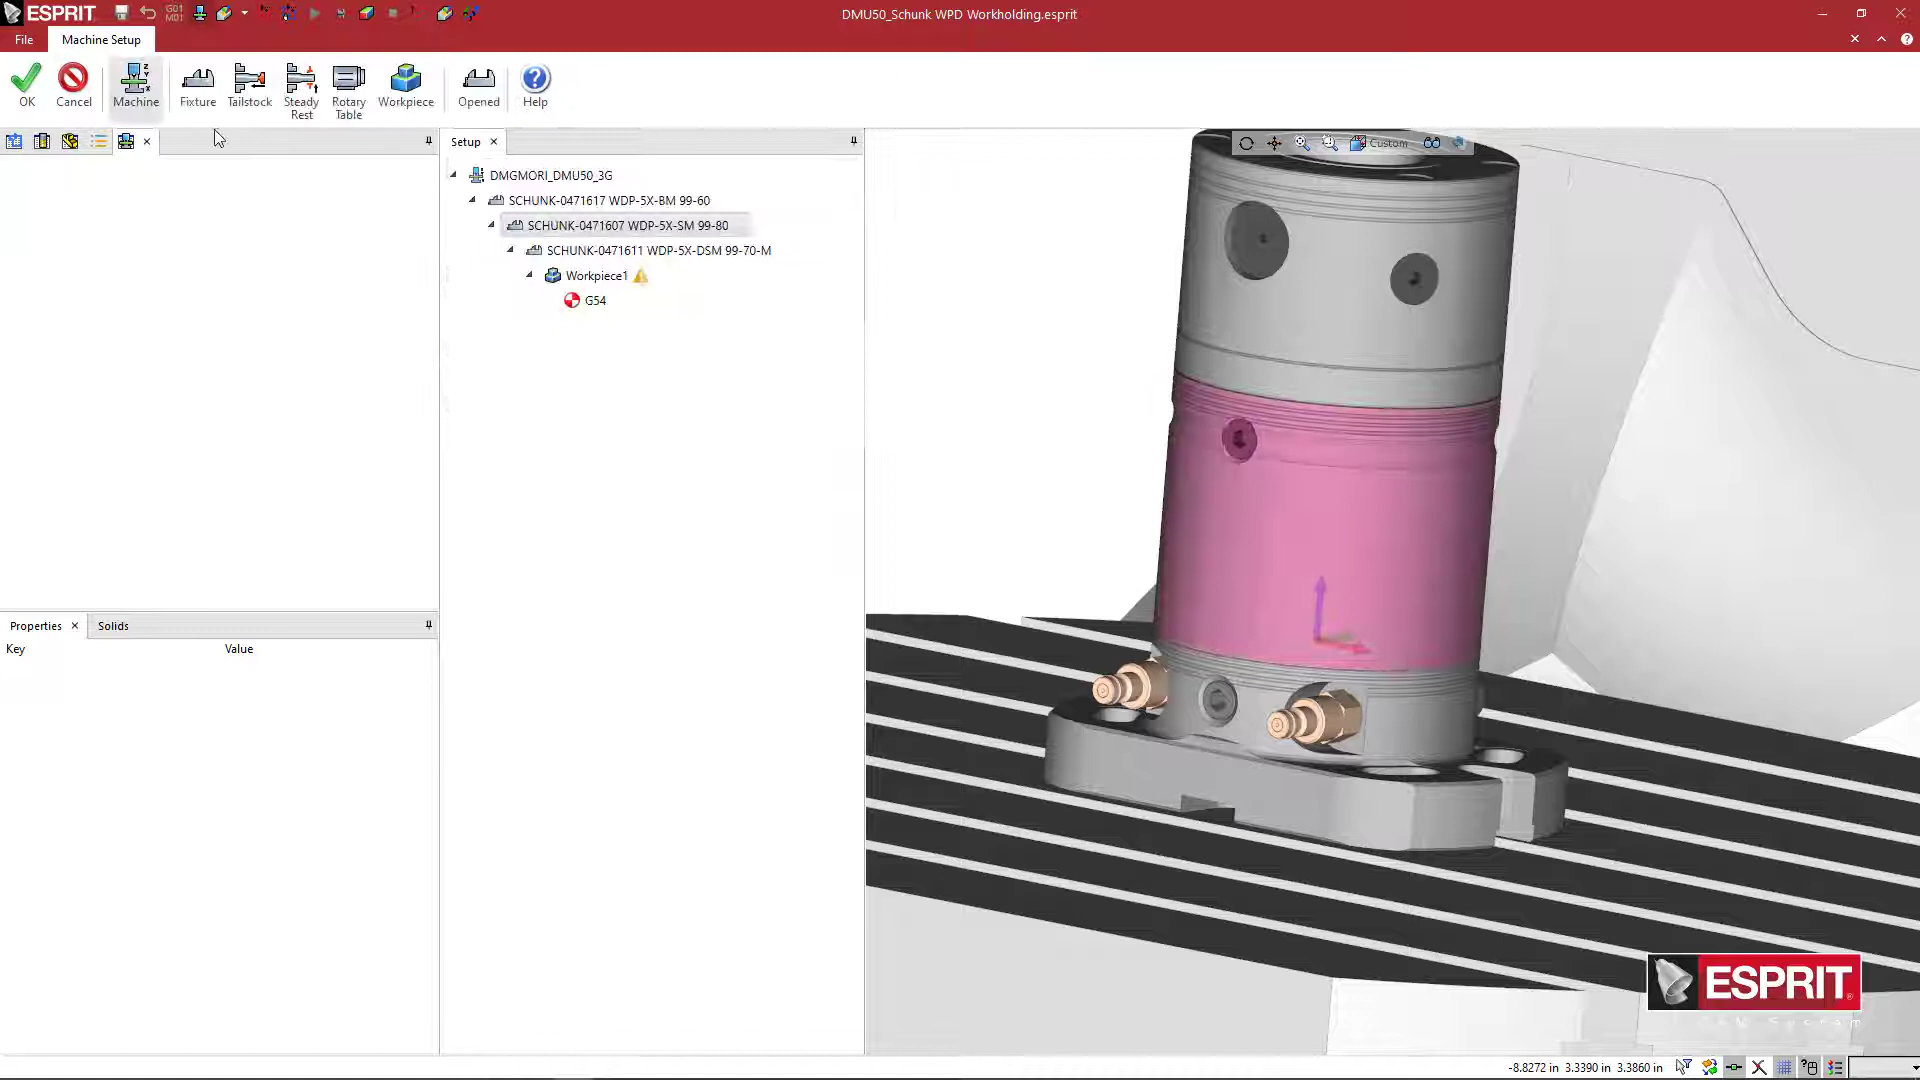 ESPRIT
G01
M01
DMU50_Schunk WPD Workholding.esprit
File
Machine Setup
OK
Cancel
Machine
Fixture
Tailstock
Steady Rest
Rotary Table
Workpiece
Opened
Help
Setup
Custom
DMGMORI_DMU50_3G
SCHUNK-0471617 WDP-5X-BM 99-60
SCHUNK-0471607 WDP-5X-SM 99-80
SCHUNK-0471611 WDP-5X-DSM 99-70-M
Workpiece1
G54
Properties
Solids
Key
Value
ESPRIT
-8.8272 in 3.3390 in 3.3860 in